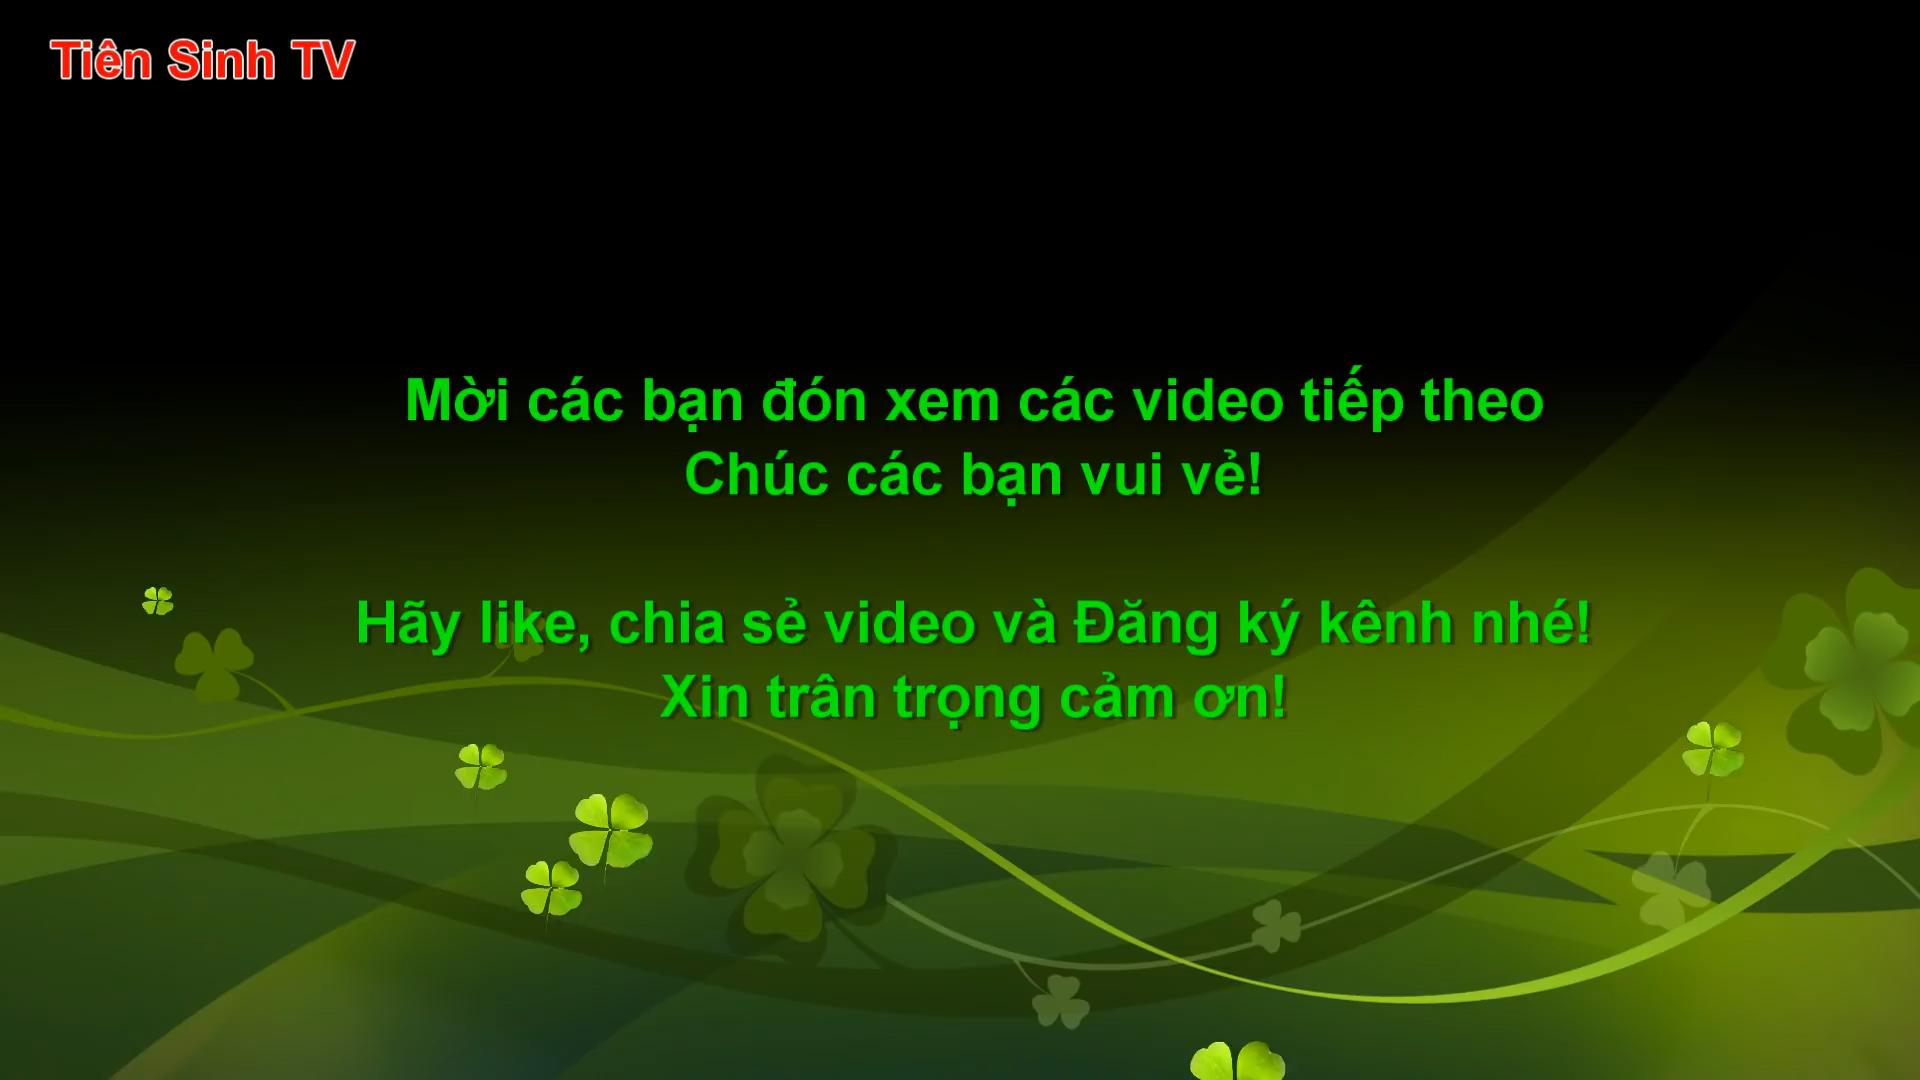 Tiên Sinh TV
Mời các bạn đón xem các video tiếp theo
Chúc các bạn vui vẻ!
Hãy like, chia sẻ video và Đăng ký kênh nhé!
Xin trân trọng cảm ơn!